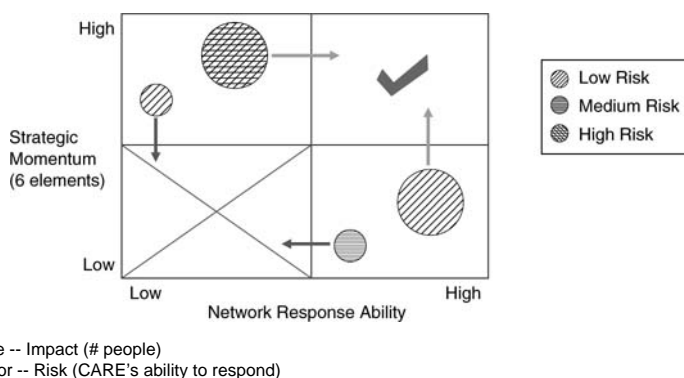 High
Strategic
Momentum
(6 elements)
Low
Low
High
Network Response Ability
Low Risk
Medium Risk
High Risk
-- Impact (# people)
-- Risk (CARE's ability to respond)